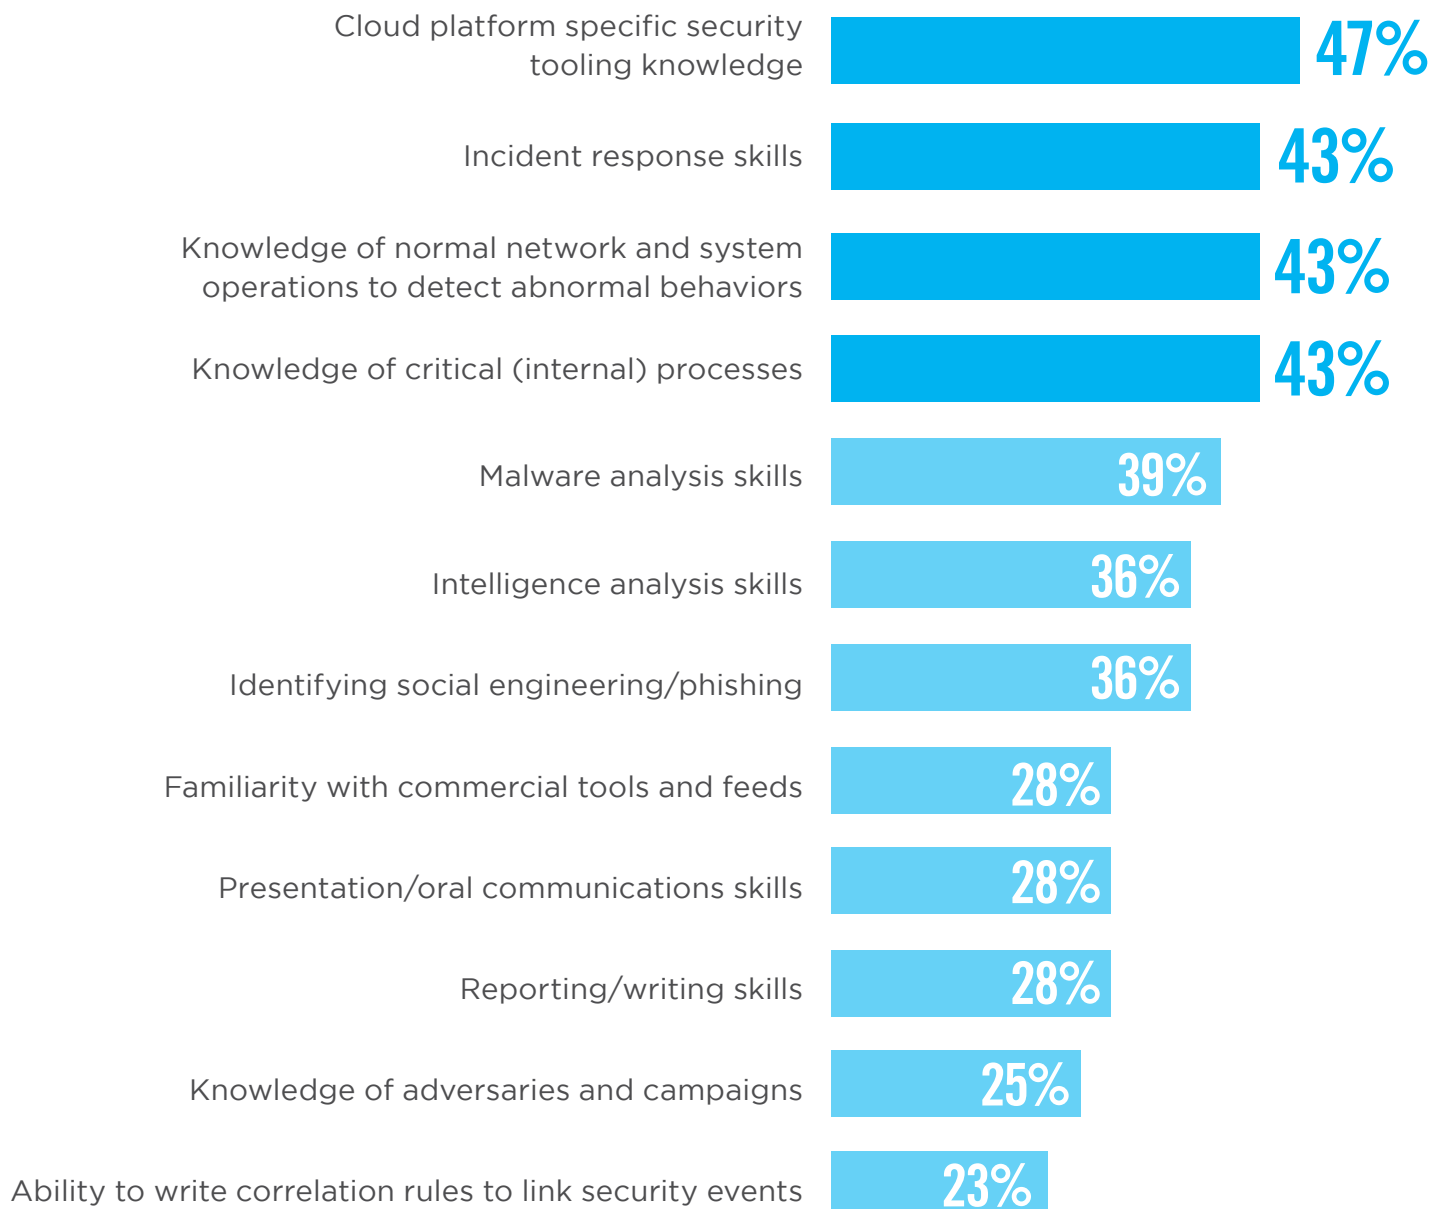 Cloud platform specific security
tooling knowledge
47%
Incident response skills
43%
Knowledge of normal network and system
operations to detect abnormal behaviors
43%
Knowledge of critical (internal) processes
43%
Malware analysis skills
39%
Intelligence analysis skills
36%
Identifying social engineering/phishing
36%
Familiarity with commercial tools and feeds
28%
Presentation/oral communications skills
28%
Reporting/writing skills
28%
Knowledge of adversaries and campaigns
25%
Ability to write correlation rules to link security events
23%